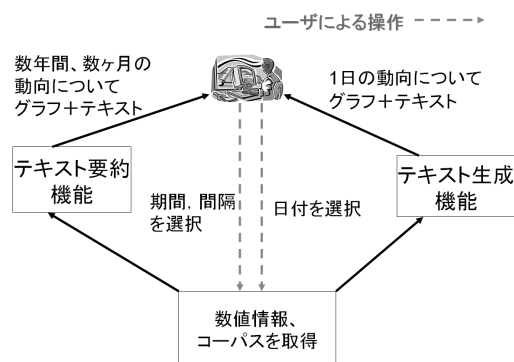 ユーザによる操作
数年間、数ヶ月の
動向について
グラフ＋テキスト
1日の動向について
グラフ＋テキスト
テキスト要約
機能
期間, 間隔
を選択
日付を選択
テキスト生成
機能
数値情報、
コーパスを取得